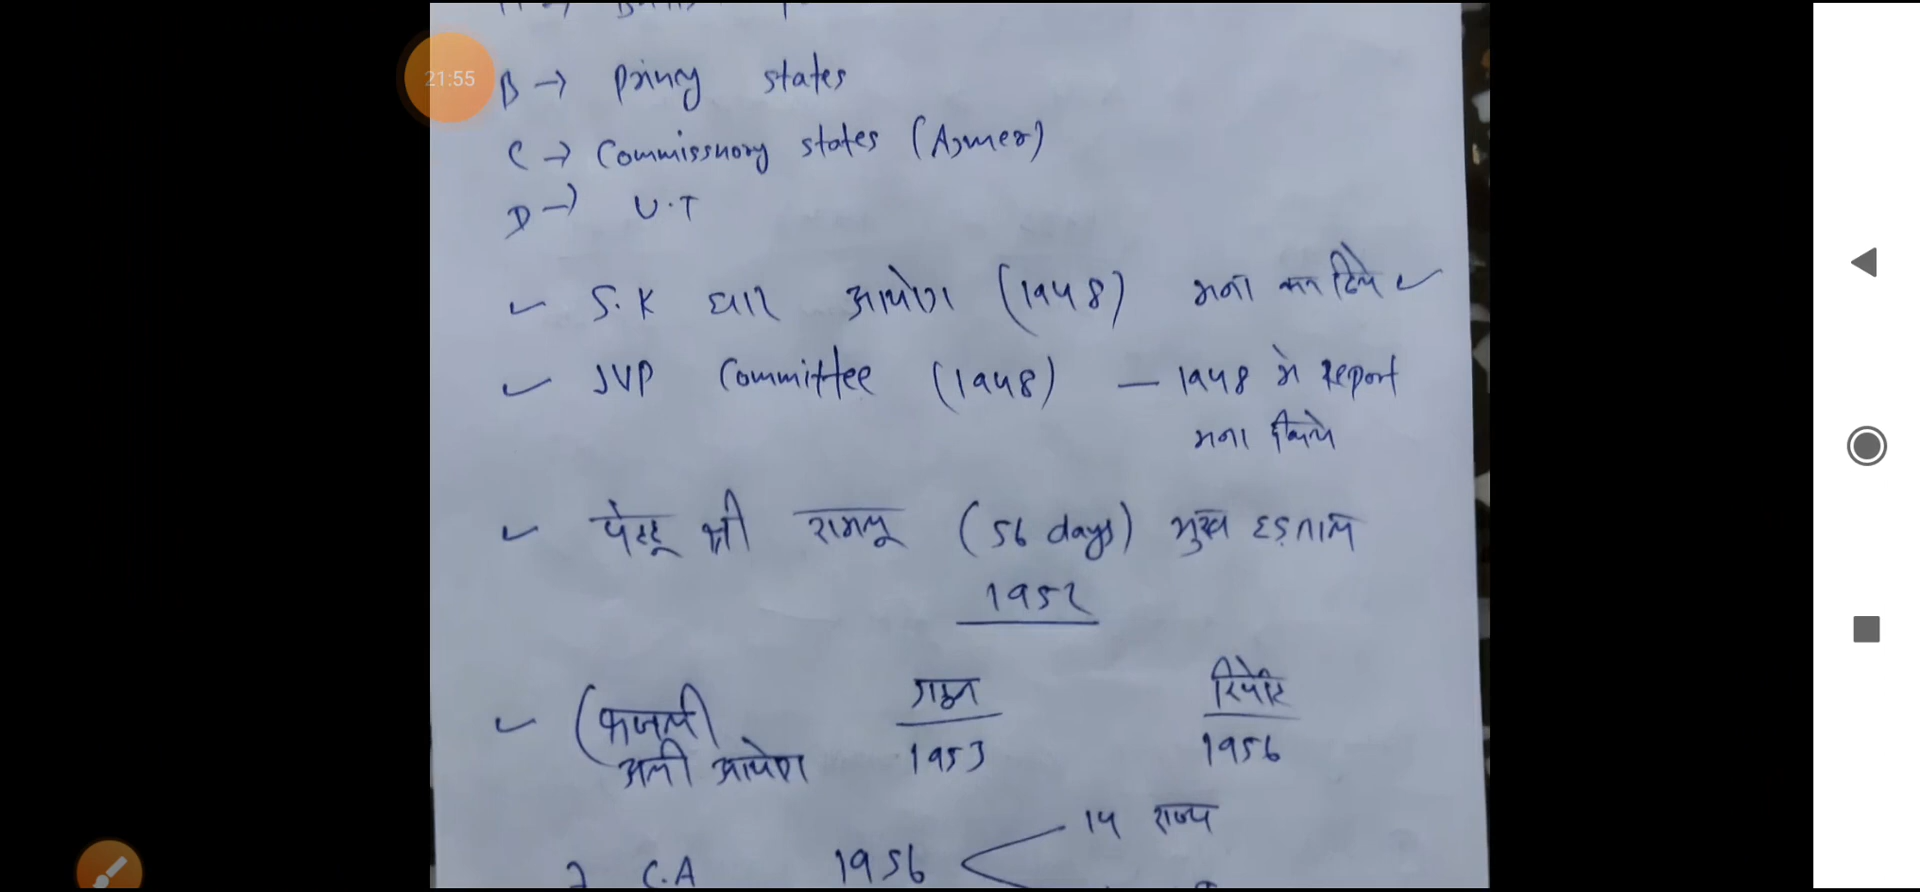 21:55
B → Princy states
C → Commissnory states (Ajmer)
D → U.T
S.K धार आयोग (1948) मना कर दिये
JVP Committee (1948) — 1948 मे Report
मना किये
पोट्टू श्री रामलू (56 days) भुख हड़ताल
1952
(फजली गठन रिपोर्ट
अली आयोग 1953 1956
14 राज्य
7 C.A 1956